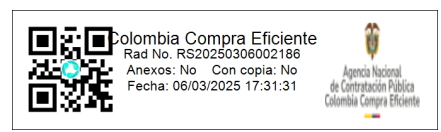 Colombia Compra Eficiente
Rad No. RS20250306002186
Anexos: No Con copia: No
Fecha: 06/03/2025 17:31:31
Agencia Nacional
de Contratación Pública
Colombia Compra Eficiente